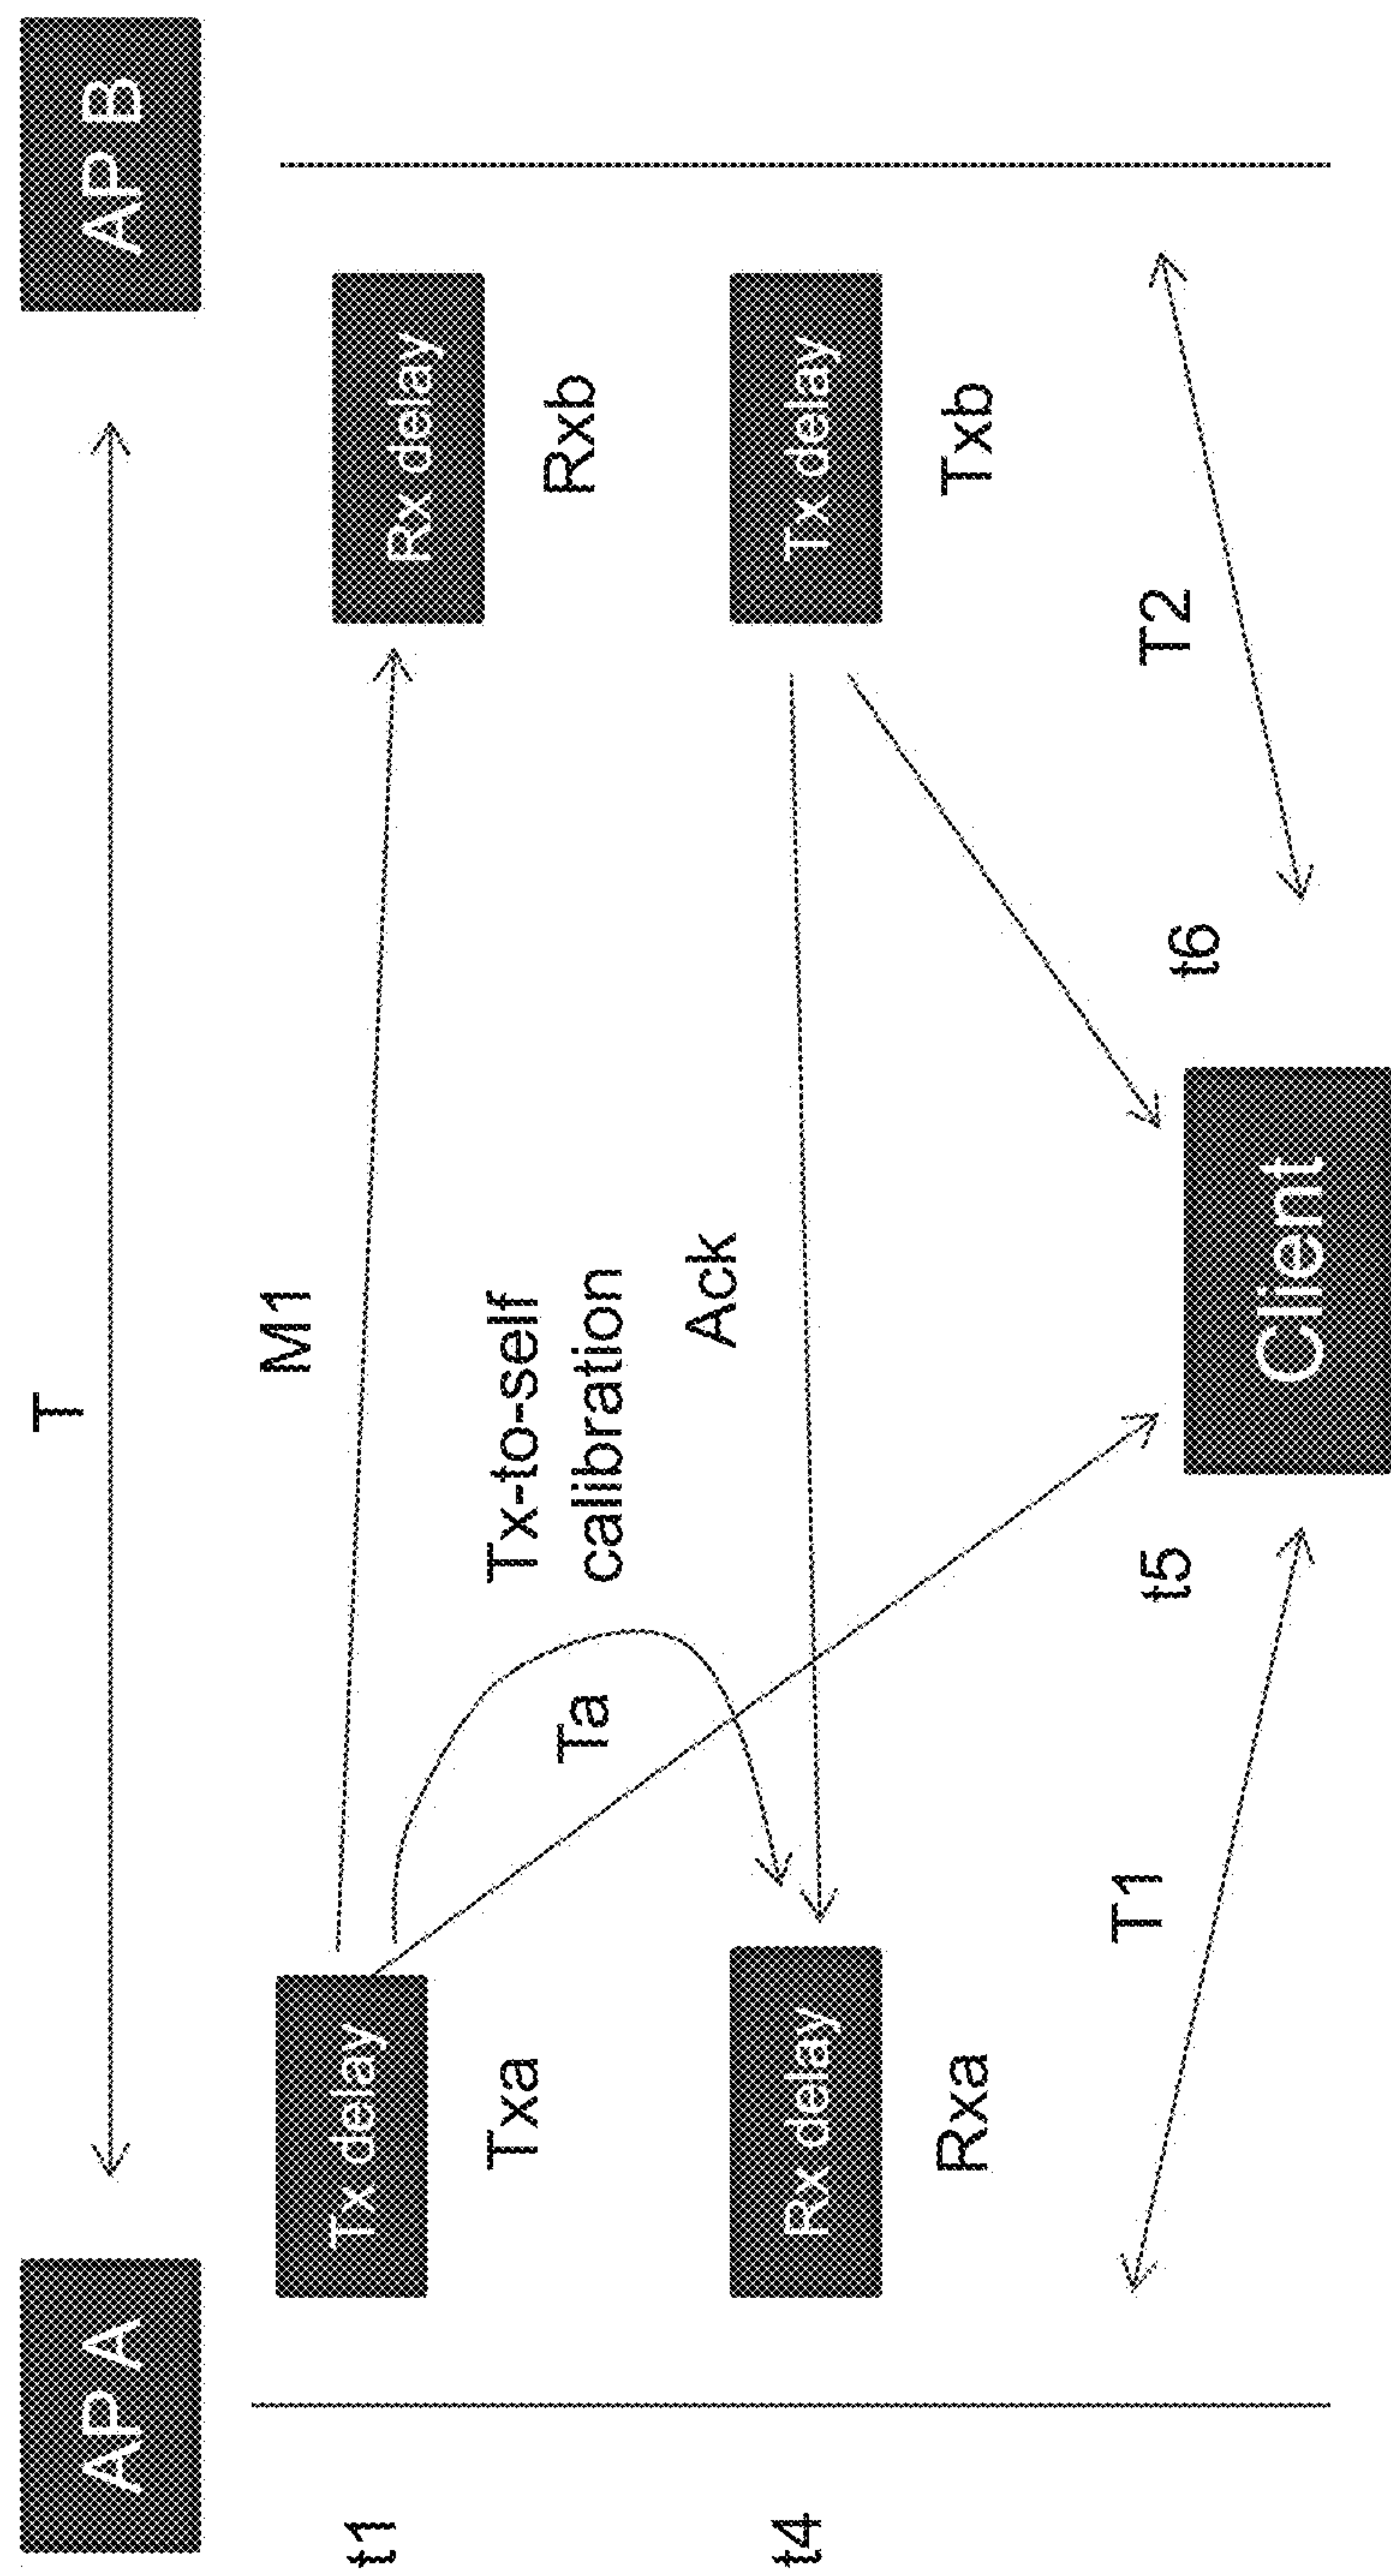 AP A
T
AP B
t1
Tx delay
Txa
M1
Rx delay
Rxb
Tx-to-self
calibration
Ta
Ack
t4
Rx delay
Rxa
Tx delay
Txb
T1
t5
Client
t6
T2